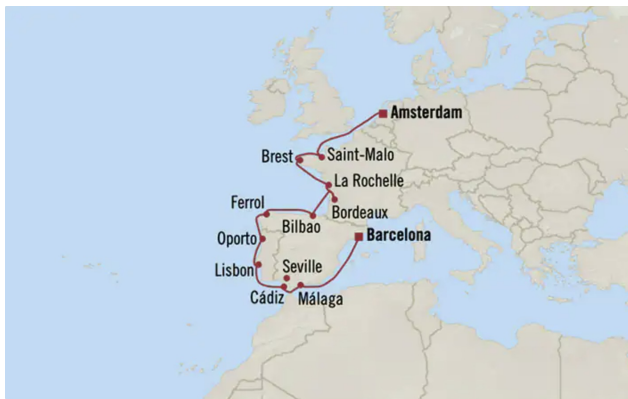 Amsterdam
Brest
Saint-Malo
La Rochelle
Ferrol
Bordeaux
Bilbao
Oporto
Barcelona
Lisbon
Seville
Cádiz
Málaga